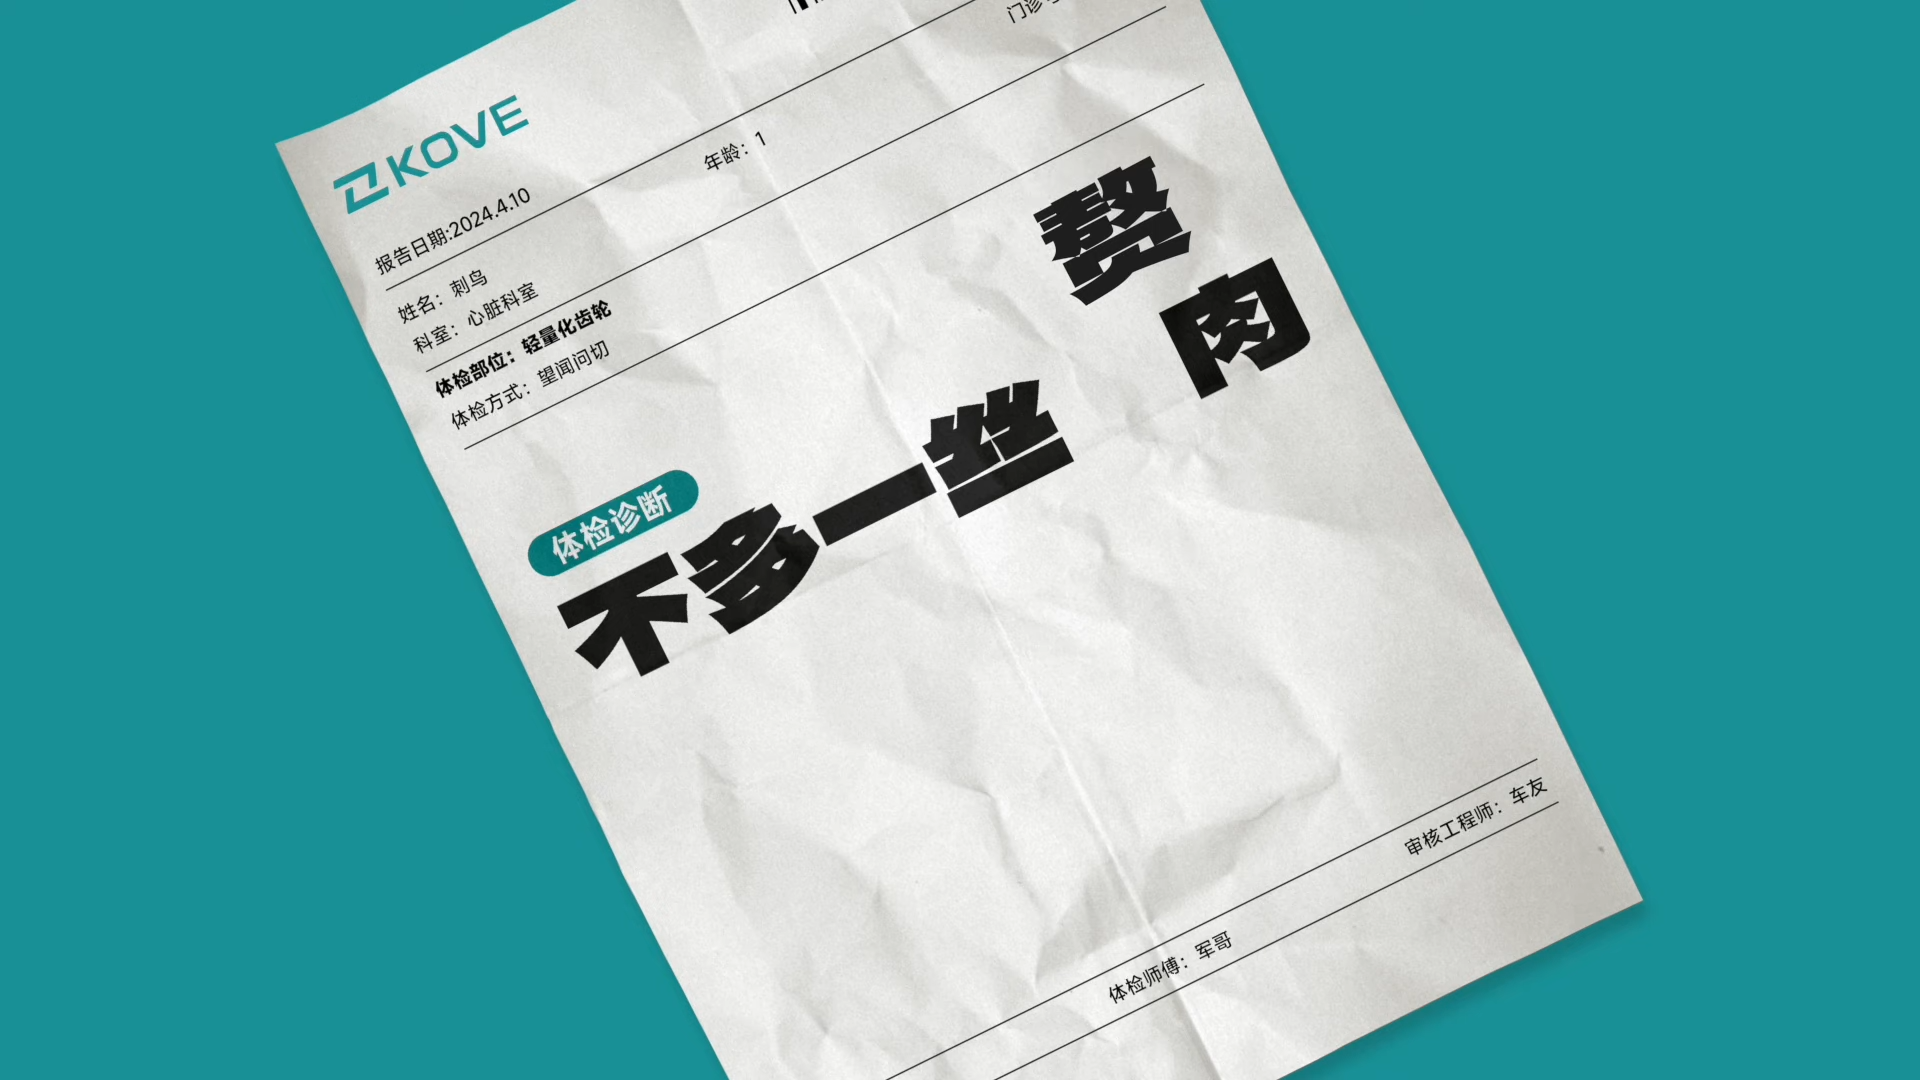 KOVE
报告日期:2024.4.10
姓名：刺鸟
年龄：1
科室：心脏科室
体检部位：轻量化齿轮
体检方式：望闻问切
体检诊断
不多一丝
赘肉
体检师傅：军哥
审核工程师：车友